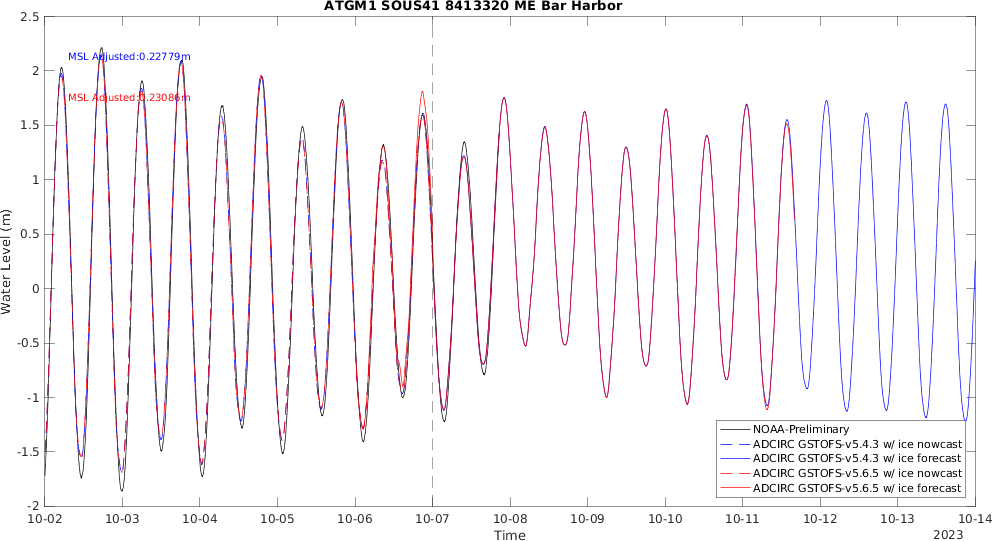 ATGM1 SOUS41 8413320 ME Bar Harbor
2.5
2
1.5
1
0.5
0
-0.5
-1
-1.5
-2
Water Level (m)
MSL Adjusted:0.22779m
MSL Adjusted:0.23086m
NOAA-Preliminary
ADCIRC GSTOFS-v5.4.3 w/ ice nowcast
ADCIRC GSTOFS-v5.4.3 w/ ice forecast
ADCIRC GSTOFS-v5.6.5 w/ ice nowcast
ADCIRC GSTOFS-v5.6.5 w/ ice forecast
10-02 10-03 10-04 10-05 10-06 10-07 10-08 10-09 10-10 10-11 10-12 10-13 10-14
Time
2023